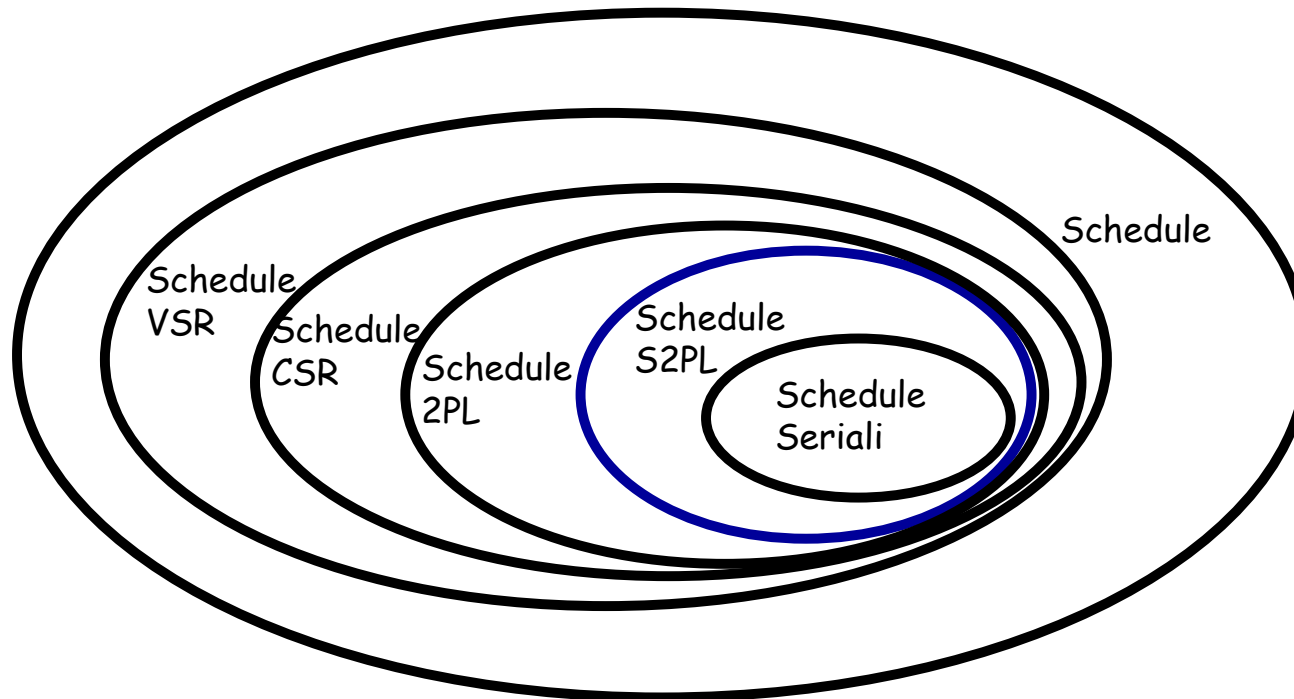 Schedule
Schedule
VSR
Schedule
CSR
Schedule
2PL
Schedule
S2PL
Schedule
Seriali